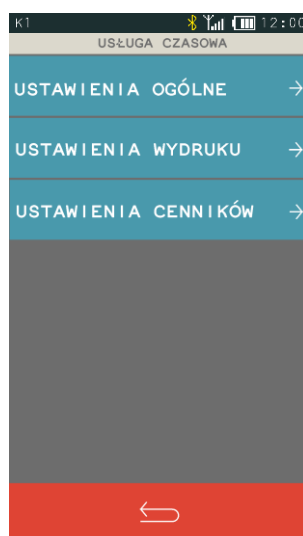 K1 12:00
USŁUGA CZASOWA
USTAWIENIA OGÓLNE
USTAWIENIA WYDRUKU
USTAWIENIA CENNIKÓW